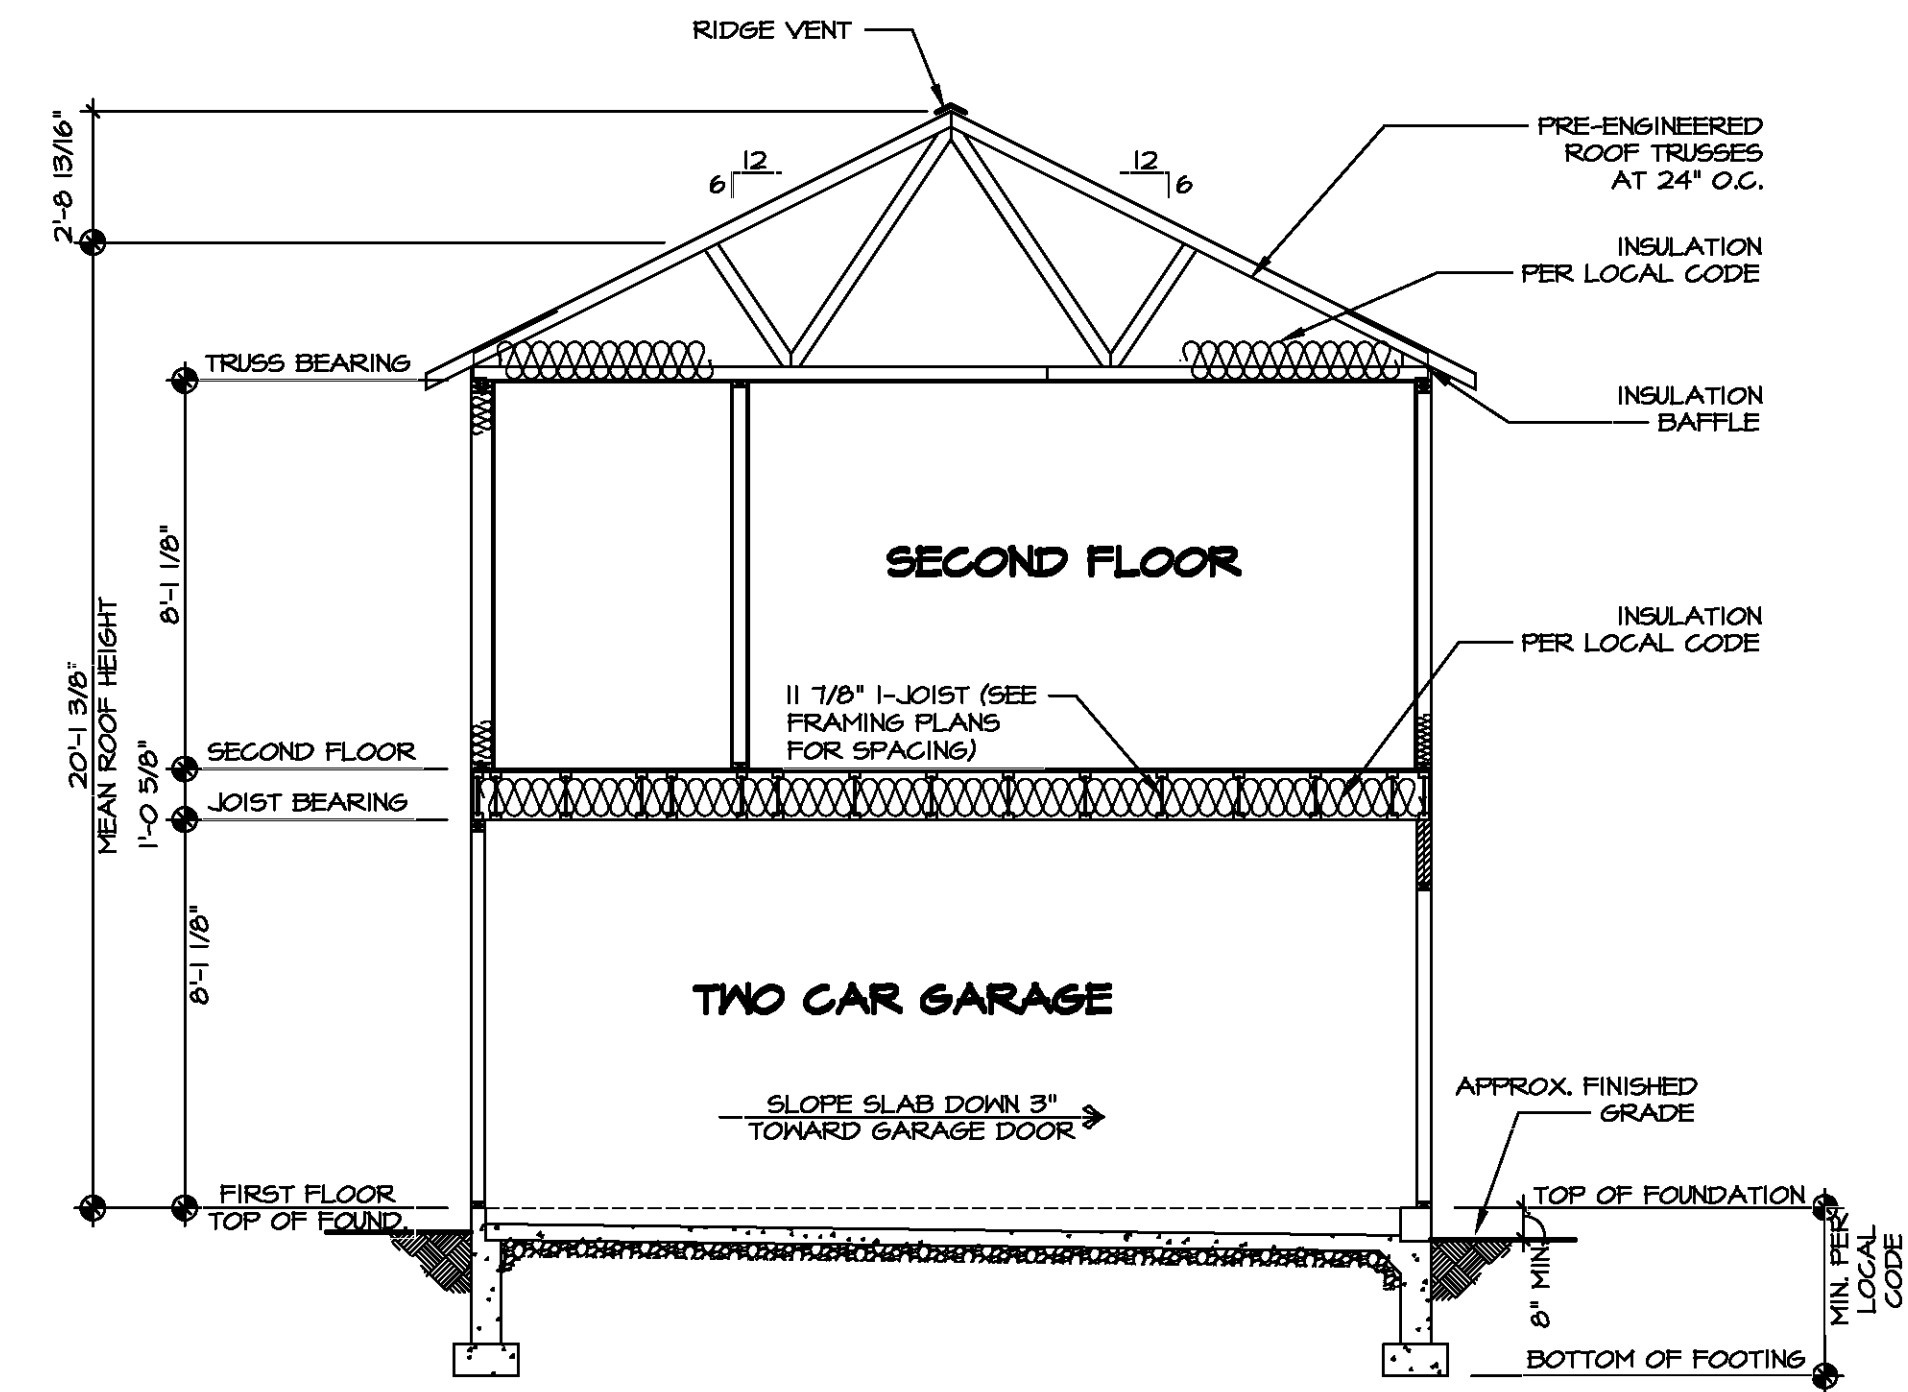 RIDGE VENT
PRE-ENGINEERED
ROOF TRUSSES
AT 24" O.C.
12
6
12
6
2'-8 13/16"
INSULATION
PER LOCAL CODE
TRUSS BEARING
INSULATION
BAFFLE
8'-1 1/8"
SECOND FLOOR
20'-1 3/8"
MEAN ROOF HEIGHT
INSULATION
PER LOCAL CODE
11 7/8" I-JOIST (SEE
FRAMING PLANS
FOR SPACING)
SECOND FLOOR
1'-0 5/8"
JOIST BEARING
8'-1 1/8"
TWO CAR GARAGE
SLOPE SLAB DOWN 3"
TOWARD GARAGE DOOR
APPROX. FINISHED
GRADE
FIRST FLOOR
TOP OF FOUND.
TOP OF FOUNDATION
8" MIN.
MIN. PER
LOCAL
CODE
BOTTOM OF FOOTING